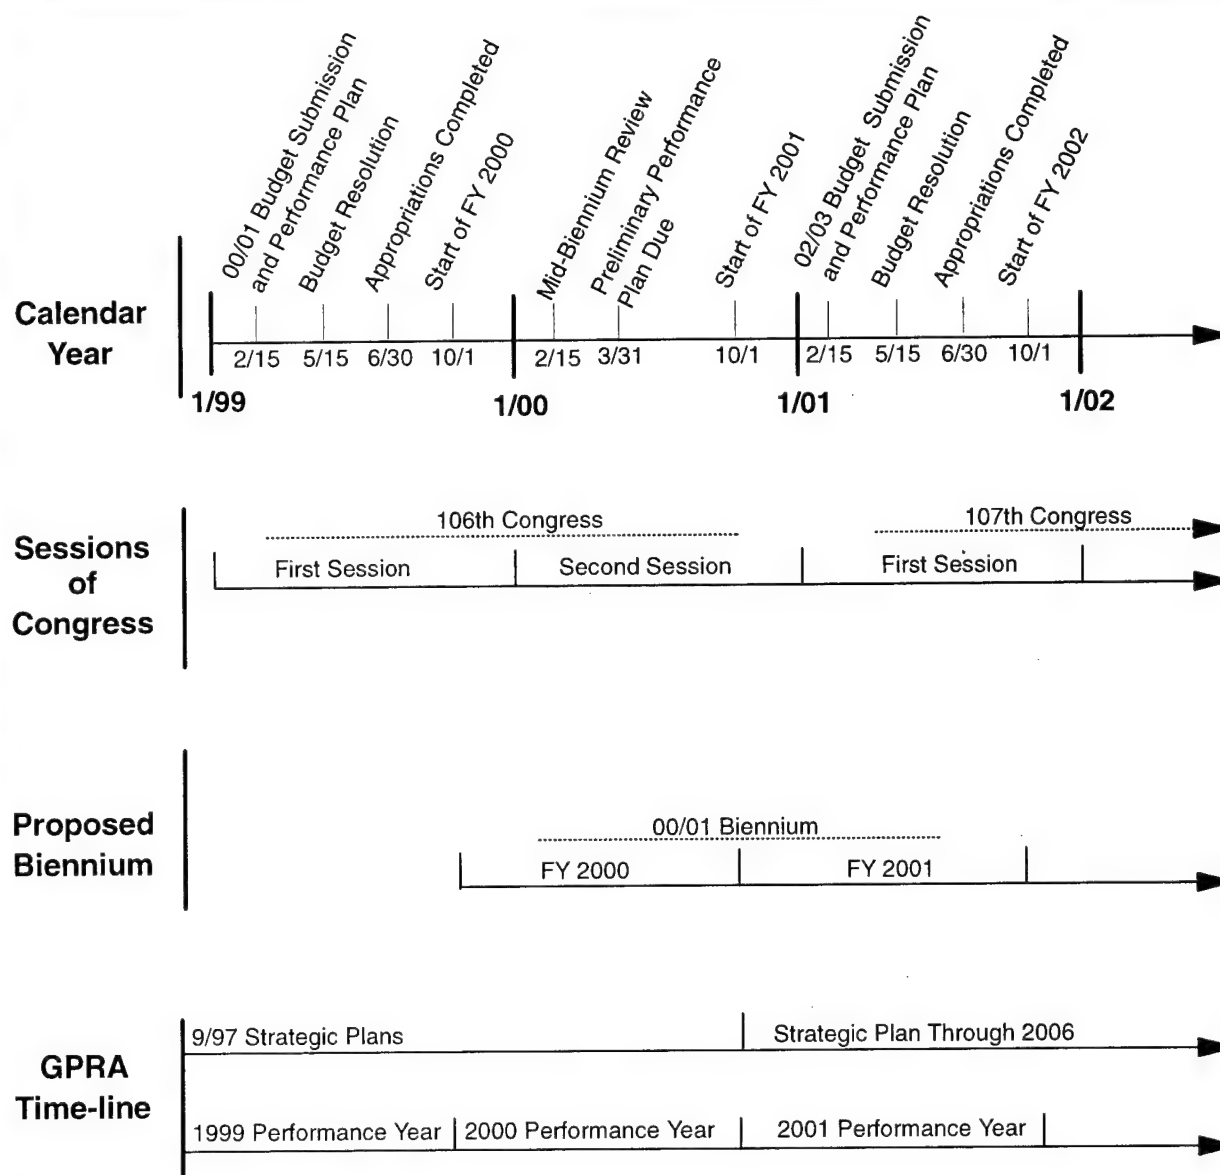 00/01 Budget Submission
and Performance Plan
Budget Resolution
Appropriations Completed
Start of FY 2000
Mid-Biennium Review
Preliminary Performance
Plan Due
Start of FY 2001
02/03 Budget Submission
and Performance Plan
Budget Resolution
Appropriations Completed
Start of FY 2002
Calendar
Year
2/15 5/15 6/30 10/1 2/15 3/31 10/1 2/15 5/15 6/30 10/1
1/99 1/00 1/01 1/02
Sessions
of
Congress
106th Congress 107th Congress
First Session Second Session First Session
Proposed
Biennium
00/01 Biennium
FY 2000 FY 2001
GPRA
Time-line
9/97 Strategic Plans Strategic Plan Through 2006
1999 Performance Year 2000 Performance Year 2001 Performance Year